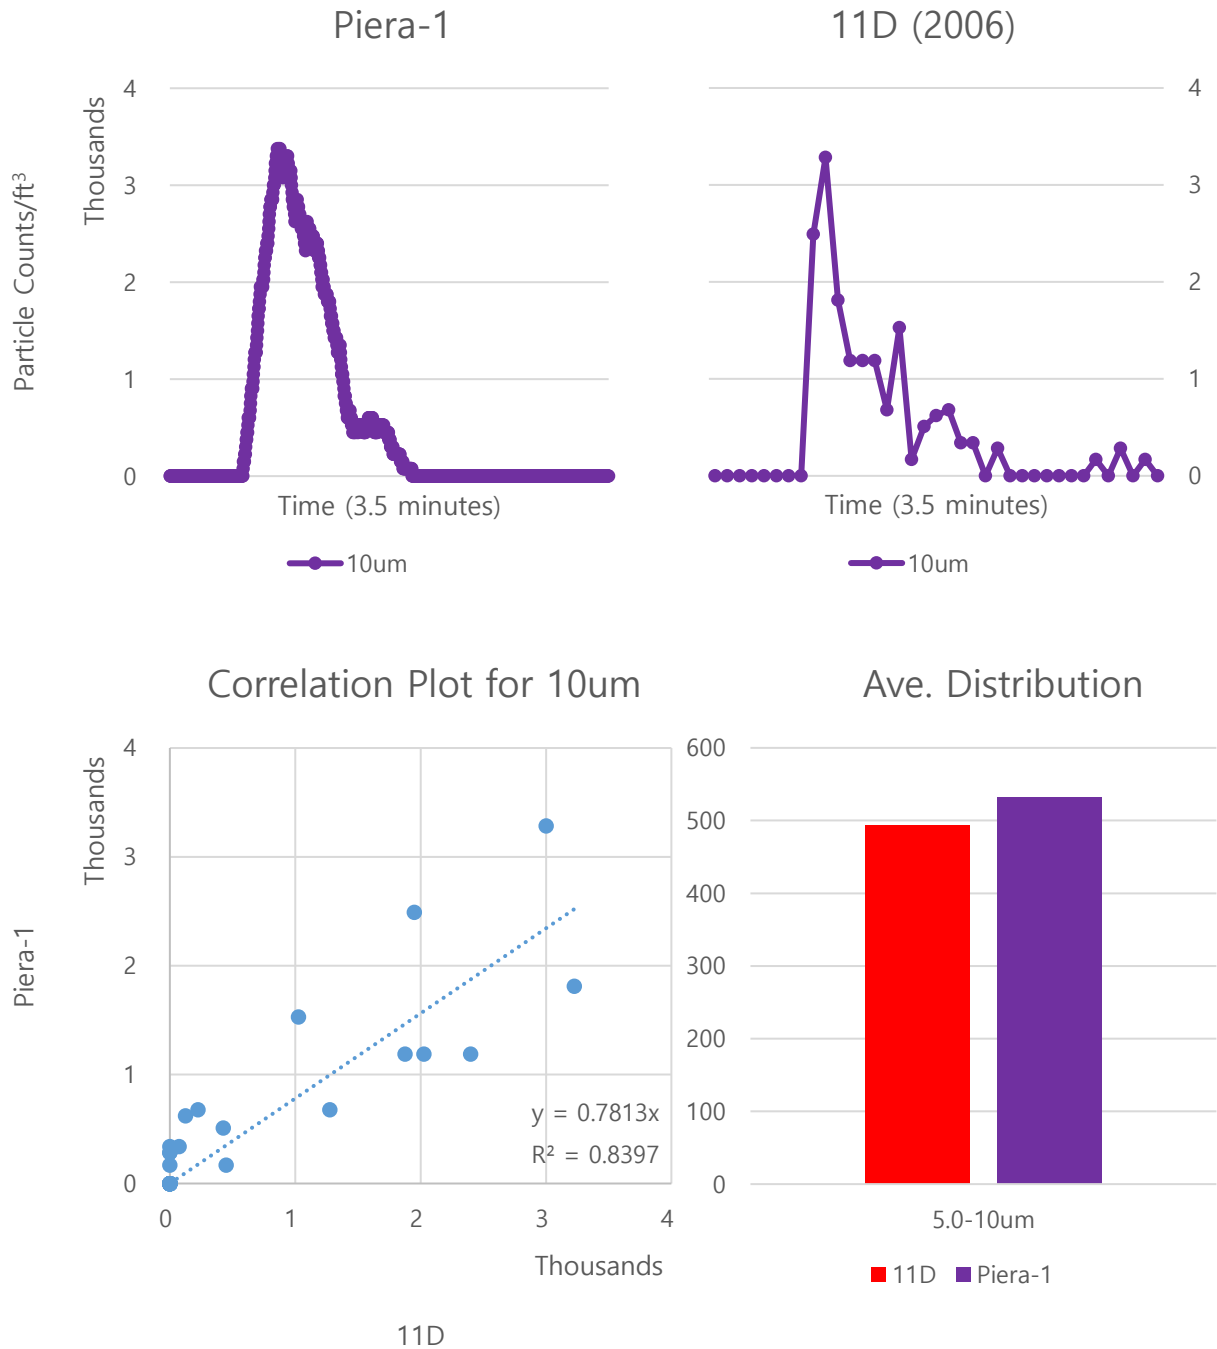 Piera-1
Particle Counts/ft³
Thousands
4
3
2
1
0
Time (3.5 minutes)
10um
11D (2006)
4
3
2
1
0
Time (3.5 minutes)
10um
Correlation Plot for 10um
Piera-1
Thousands
4
3
2
1
0
y = 0.7813x
R² = 0.8397
0 1 2 3 4
Thousands
11D
Ave. Distribution
600
500
400
300
200
100
0
5.0-10um
11D Piera-1